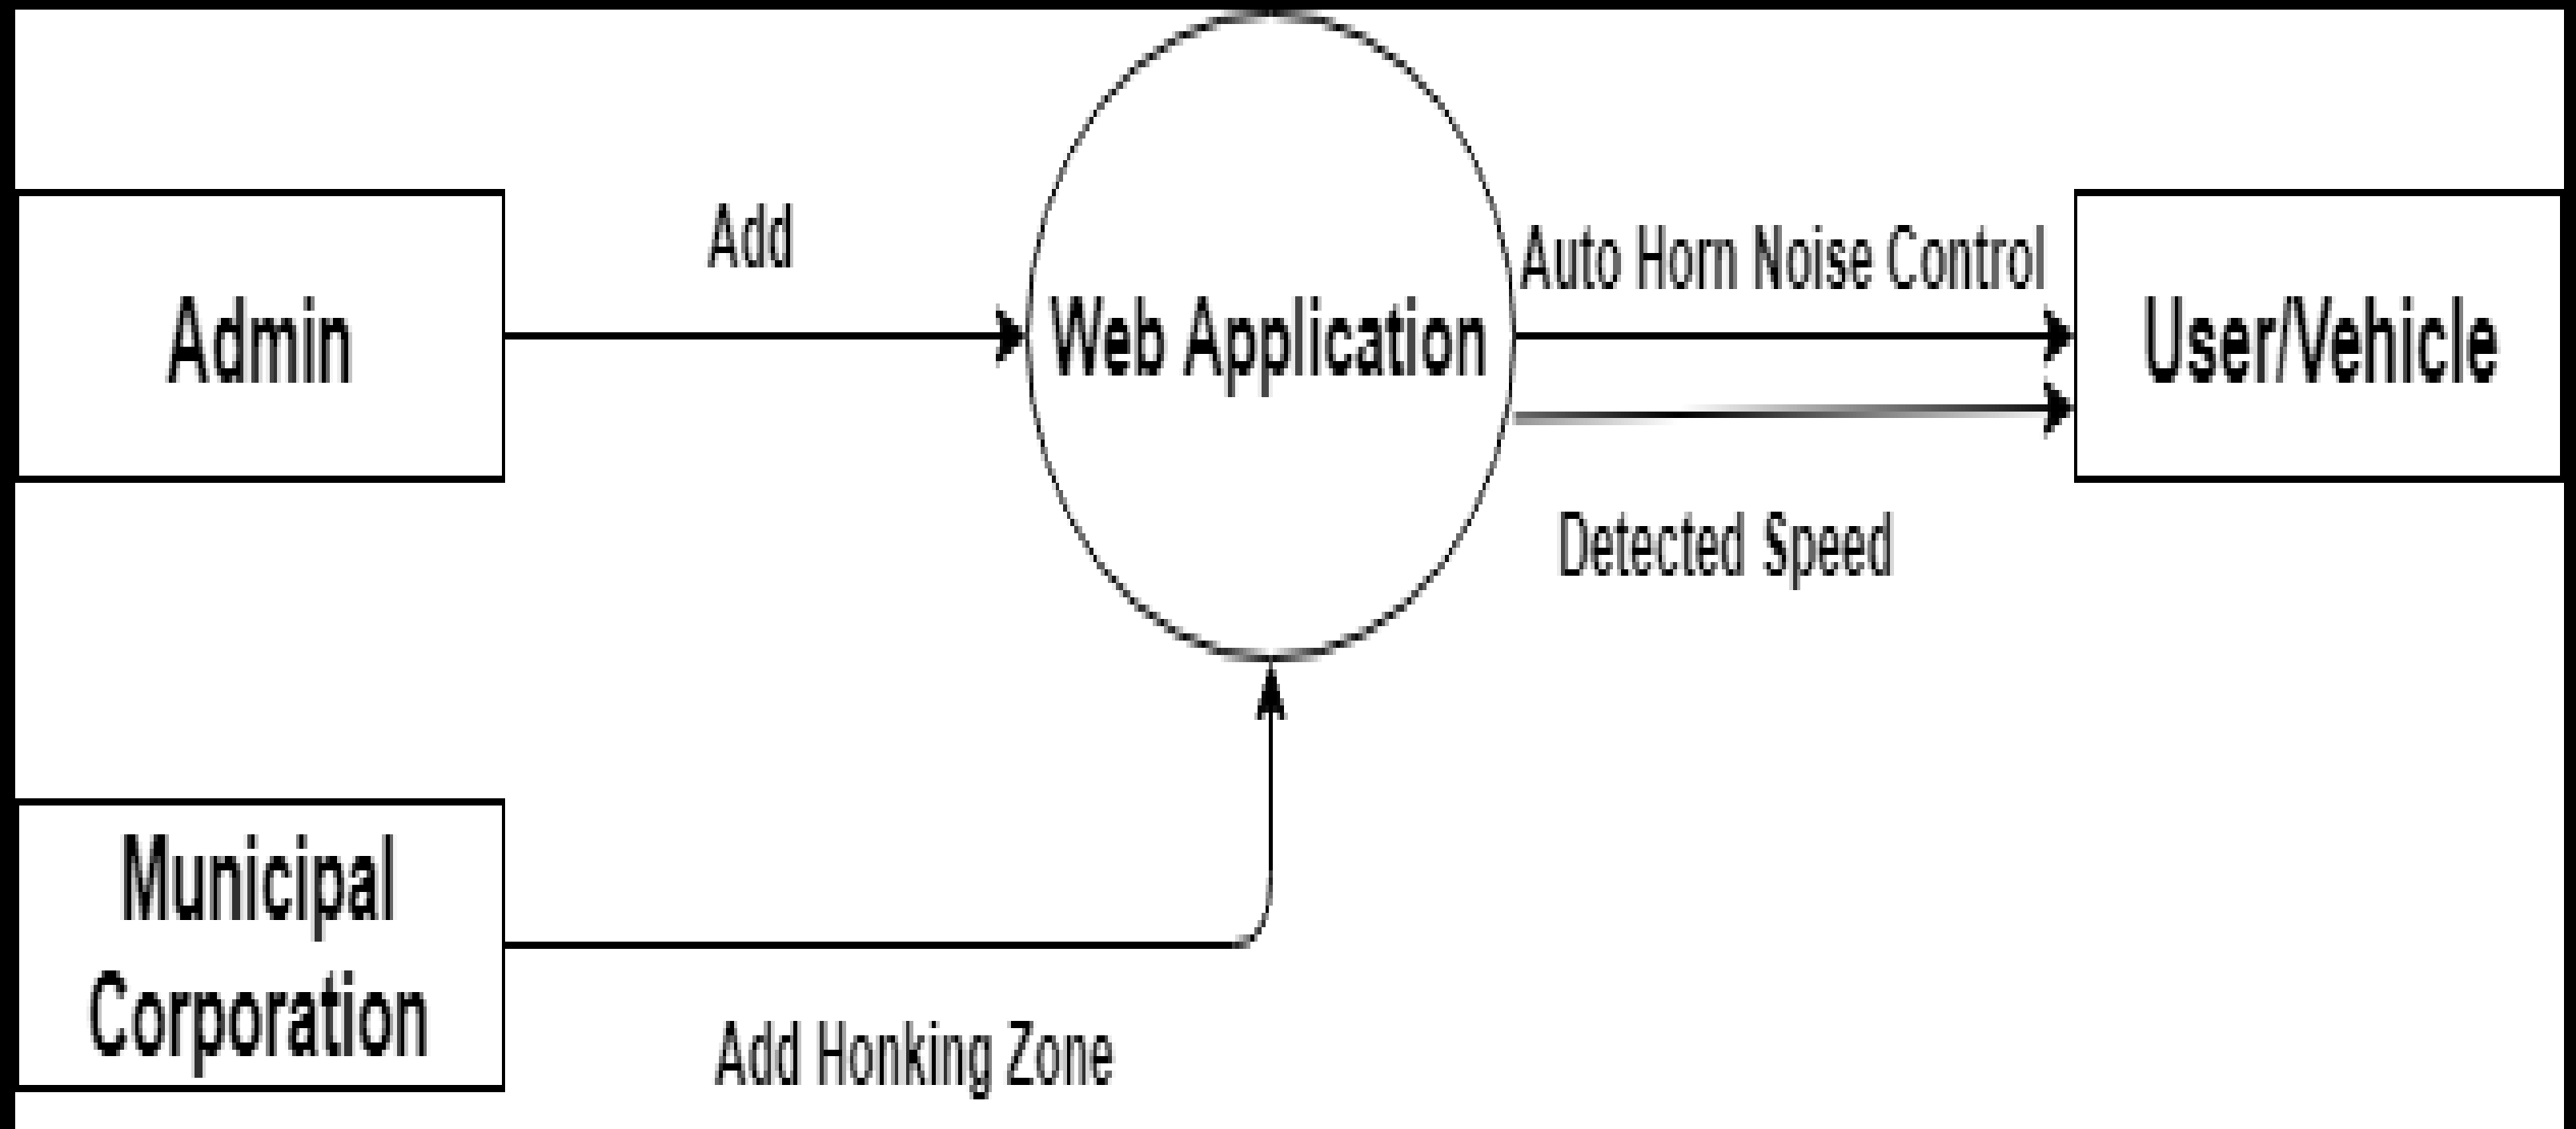 Add
Admin
Web Application
Auto Horn Noise Control
User/Vehicle
Detected Speed
Municipal
Corporation
Add Honking Zone